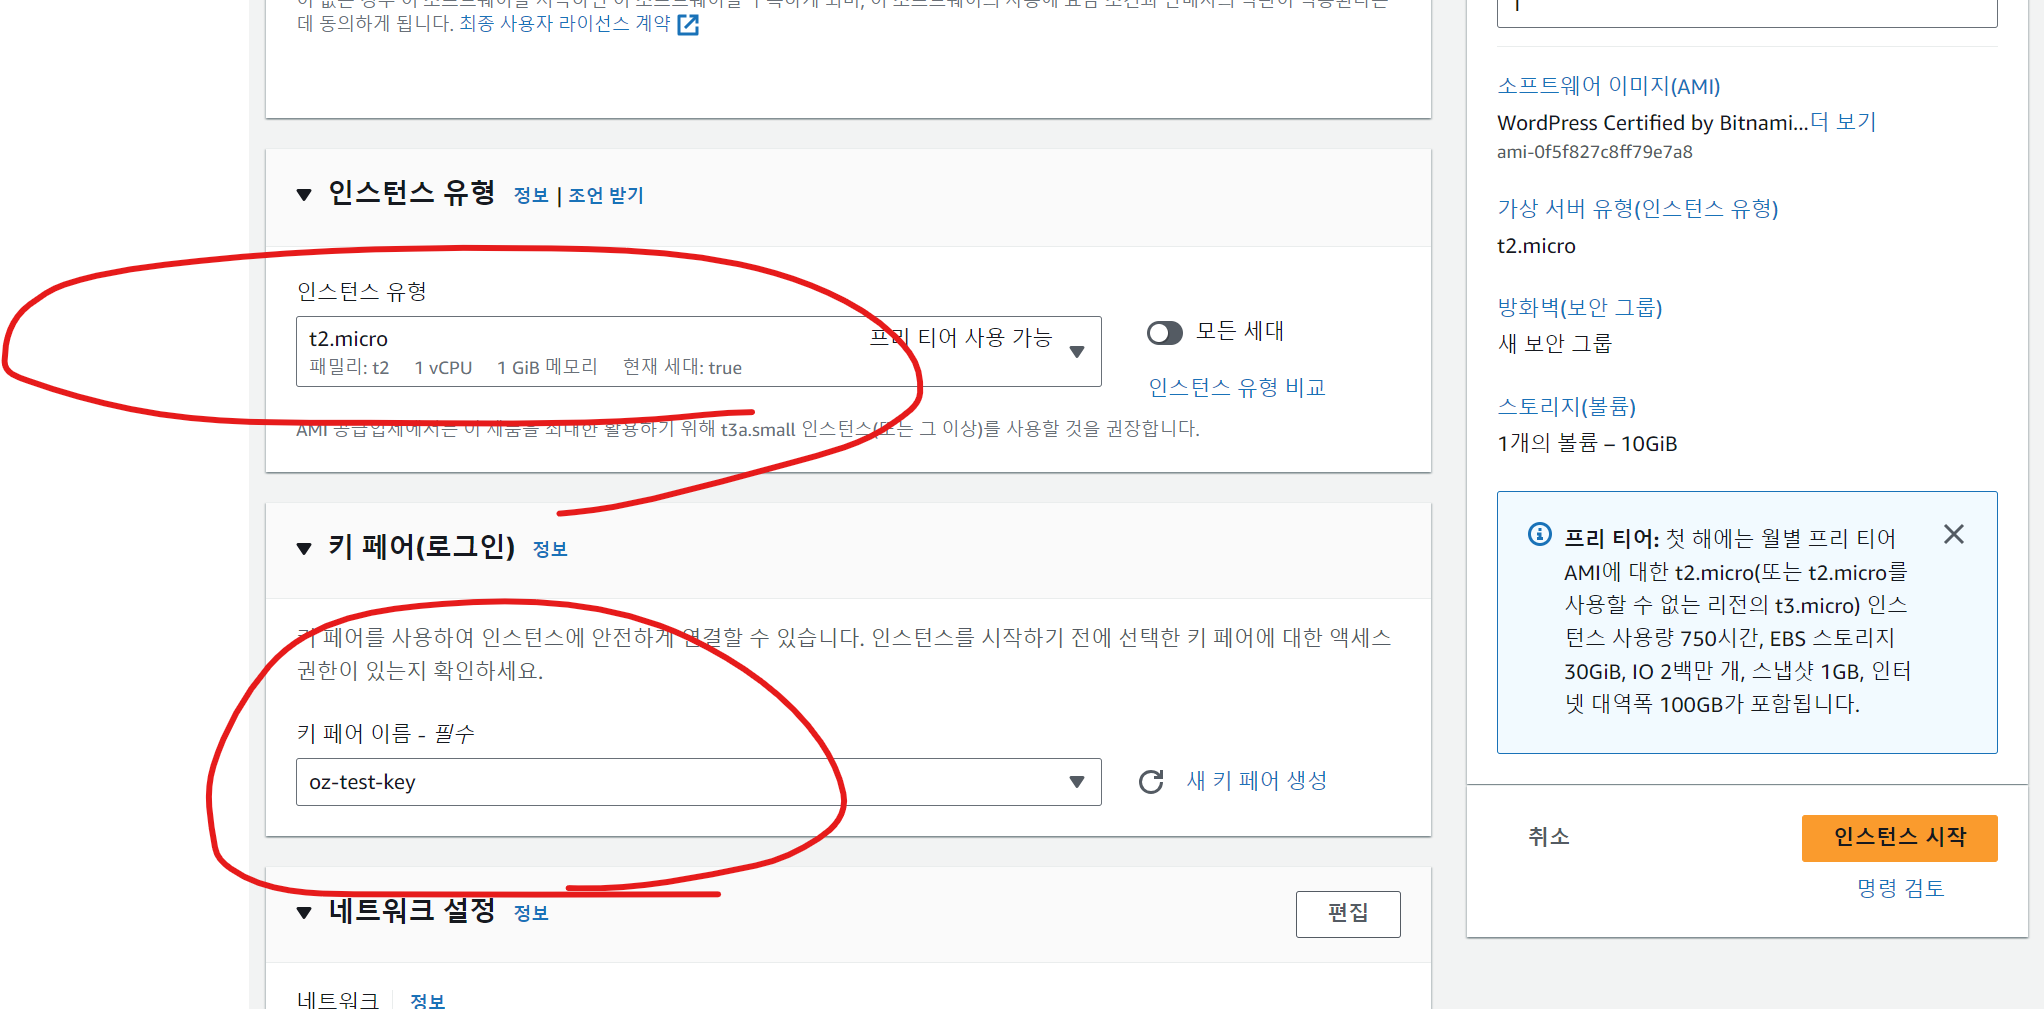 데 동의하게 됩니다. 최종 사용자 라이선스 계약
인스턴스 유형 정보 | 조언 받기
인스턴스 유형
t2.micro 프리 티어 사용 가능
패밀리: t2 1 vCPU 1 GiB 메모리 현재 세대: true
모든 세대
인스턴스 유형 비교
AMI 공급업체에서는 이 제품을 최대한 활용하기 위해 t3a.small 인스턴스(또는 그 이상)를 사용할 것을 권장합니다.
키 페어(로그인) 정보
키 페어를 사용하여 인스턴스에 안전하게 연결할 수 있습니다. 인스턴스를 시작하기 전에 선택한 키 페어에 대한 액세스
권한이 있는지 확인하세요.
키 페어 이름 - 필수
oz-test-key
새 키 페어 생성
네트워크 설정 정보
편집
네트워크 정보
소프트웨어 이미지(AMI)
WordPress Certified by Bitnami...더 보기
ami-0f5f827c8ff79e7a8
가상 서버 유형(인스턴스 유형)
t2.micro
방화벽(보안 그룹)
새 보안 그룹
스토리지(볼륨)
1개의 볼륨 – 10GiB
프리 티어: 첫 해에는 월별 프리 티어
AMI에 대한 t2.micro(또는 t2.micro를
사용할 수 없는 리전의 t3.micro) 인스
턴스 사용량 750시간, EBS 스토리지
30GiB, IO 2백만 개, 스냅샷 1GB, 인터
넷 대역폭 100GB가 포함됩니다.
취소
인스턴스 시작
명령 검토